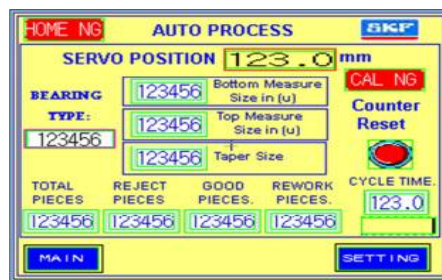 HOME NG AUTO PROCESS SKF
SERVO POSITION 123.0 mm
CAL NG
BEARING
TYPE:
123456
123456 Bottom Measure
Size in (u)
123456 Top Measure
Size in (u)
123456 Taper Size
Counter
Reset
TOTAL
PIECES
REJECT
PIECES
GOOD
PIECES.
REWORK
PIECES.
CYCLE TIME.
123456 123456 123456 123456 123.0
MAIN SETTING